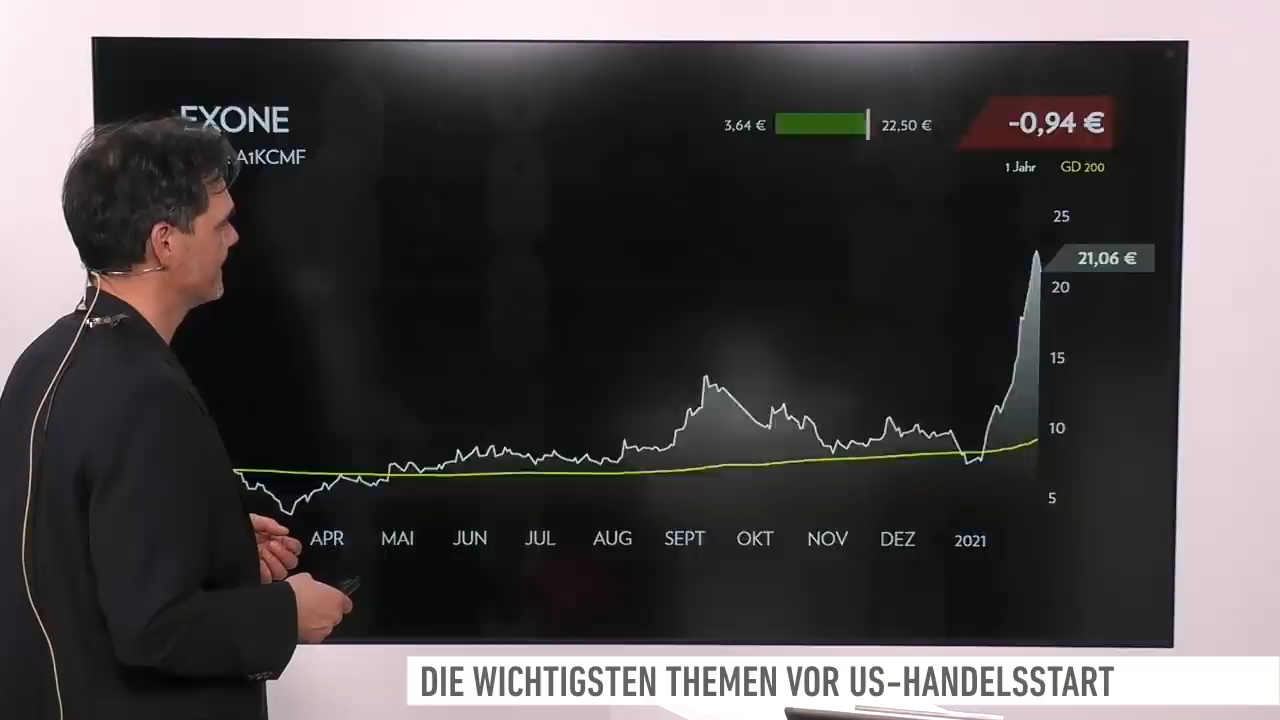 EXONE
: A1KCMF
3,64 €
22,50 €
-0,94 €
1 Jahr
GD 200
25
21,06 €
20
15
10
5
APR
MAI
JUN
JUL
AUG
SEPT
OKT
NOV
DEZ
2021
DIE WICHTIGSTEN THEMEN VOR US-HANDELSSTART